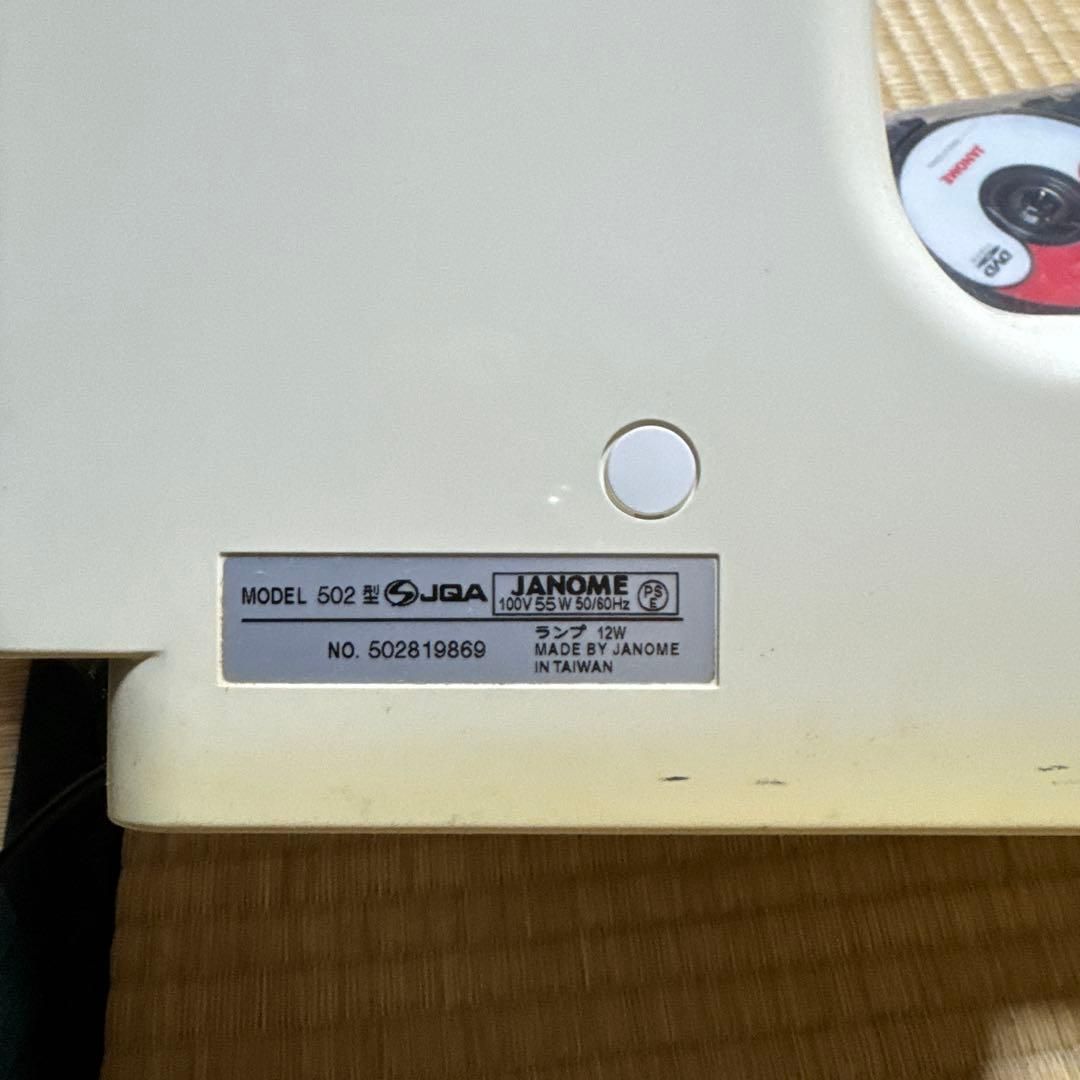 JANOME
DVD
MODEL 502 型 JQA JANOME PS E
100V 55W 50/60Hz
ランプ 12W
NO. 502819869
MADE BY JANOME
IN TAIWAN